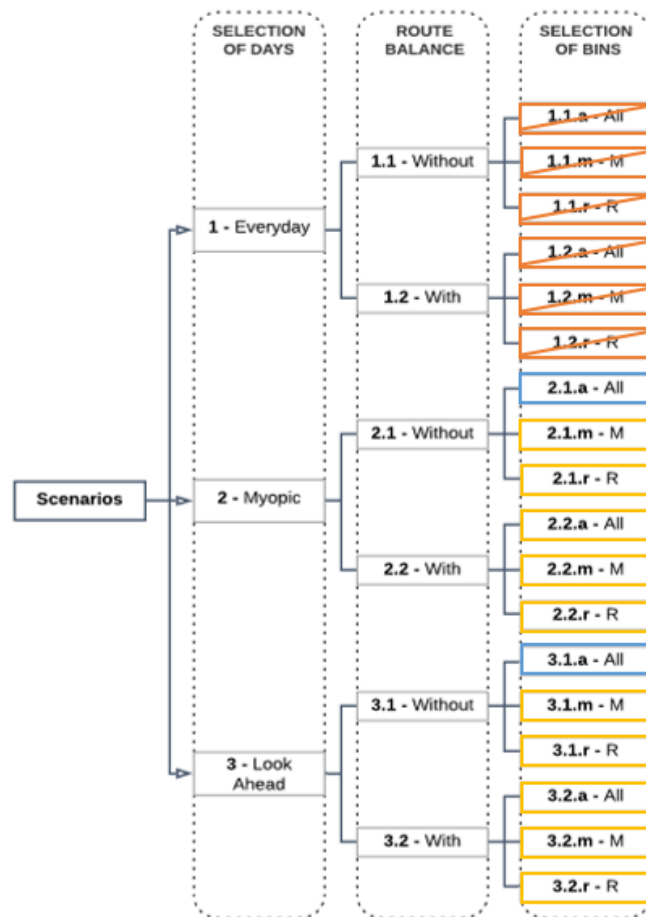 SELECTION
OF DAYS
ROUTE
BALANCE
SELECTION
OF BINS
Scenarios
1 - Everyday
1.1 - Without
1.1.a - All
1.1.m - M
1.1.r - R
1.2 - With
1.2.a - All
1.2.m - M
1.2.r - R
2 - Myopic
2.1 - Without
2.1.a - All
2.1.m - M
2.1.r - R
2.2 - With
2.2.a - All
2.2.m - M
2.2.r - R
3 - Look
Ahead
3.1 - Without
3.1.a - All
3.1.m - M
3.1.r - R
3.2 - With
3.2.a - All
3.2.m - M
3.2.r - R